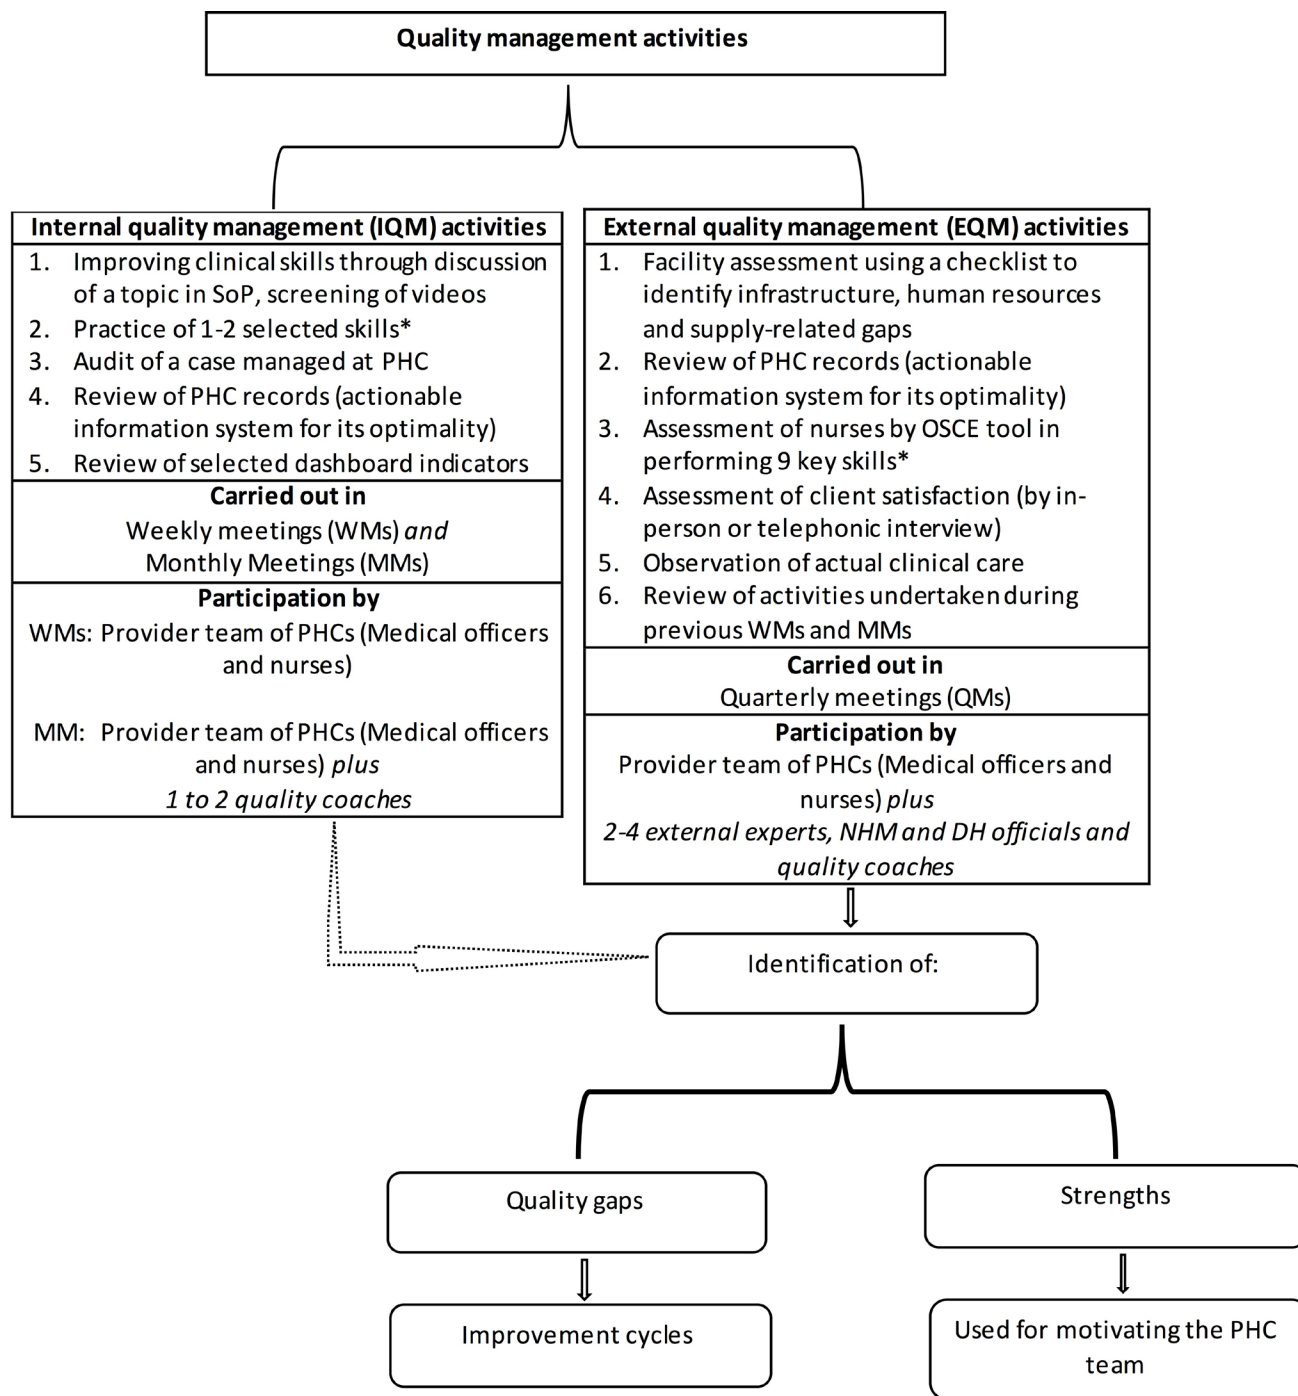 Quality management activities
Internal quality management (IQM) activities
1. Improving clinical skills through discussion
of a topic in SoP, screening of videos
2. Practice of 1-2 selected skills*
3. Audit of a case managed at PHC
4. Review of PHC records (actionable
information system for its optimality)
5. Review of selected dashboard indicators
Carried out in
Weekly meetings (WMs) and
Monthly Meetings (MMs)
Participation by
WMs: Provider team of PHCs (Medical officers
and nurses)
MM: Provider team of PHCs (Medical officers
and nurses) plus
1 to 2 quality coaches
External quality management (EQM) activities
1. Facility assessment using a checklist to
identify infrastructure, human resources
and supply-related gaps
2. Review of PHC records (actionable
information system for its optimality)
3. Assessment of nurses by OSCE tool in
performing 9 key skills*
4. Assessment of client satisfaction (by in-
person or telephonic interview)
5. Observation of actual clinical care
6. Review of activities undertaken during
previous WMs and MMs
Carried out in
Quarterly meetings (QMs)
Participation by
Provider team of PHCs (Medical officers and
nurses) plus
2-4 external experts, NHM and DH officials and
quality coaches
Identification of:
Quality gaps
Strengths
Improvement cycles
Used for motivating the PHC
team